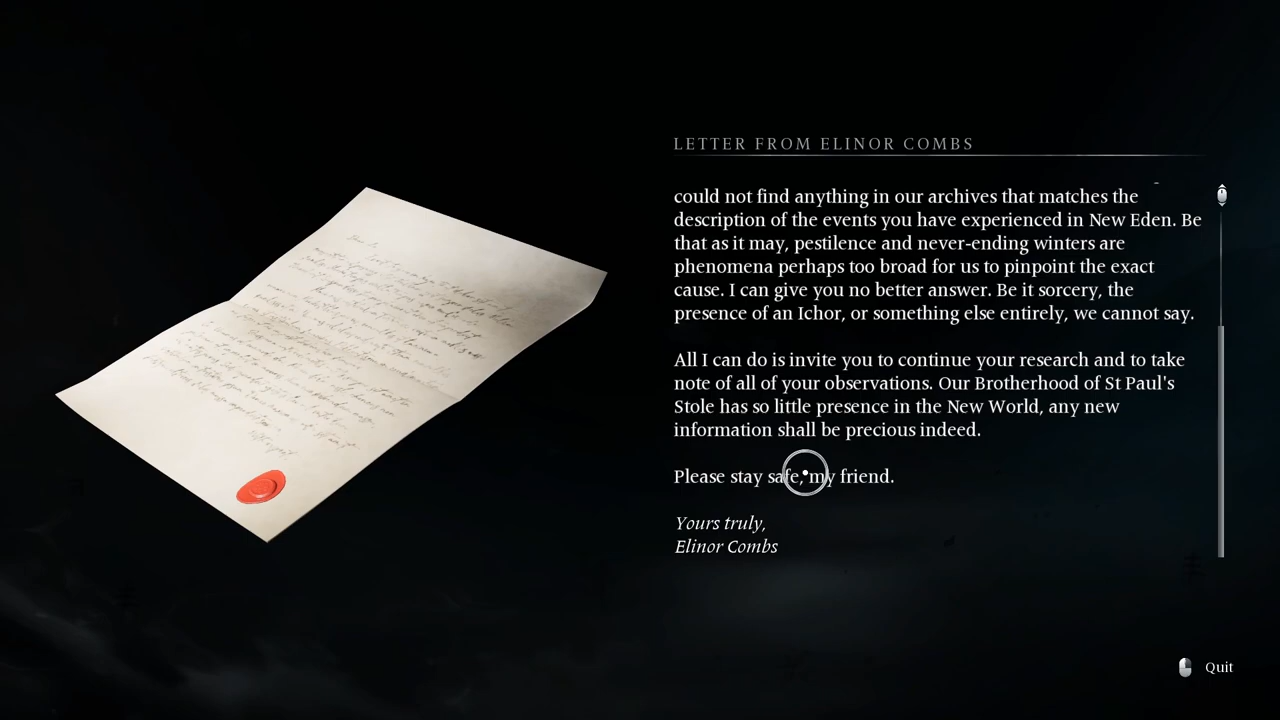 LETTER FROM ELINOR COMBS
could not find anything in our archives that matches the
description of the events you have experienced in New Eden. Be
that as it may, pestilence and never-ending winters are
phenomena perhaps too broad for us to pinpoint the exact
cause. I can give you no better answer. Be it sorcery, the
presence of an Ichor, or something else entirely, we cannot say.
All I can do is invite you to continue your research and to take
note of all of your observations. Our Brotherhood of St Paul's
Stole has so little presence in the New World, any new
information shall be precious indeed.
Please stay safe, my friend.
Yours truly,
Elinor Combs
Quit